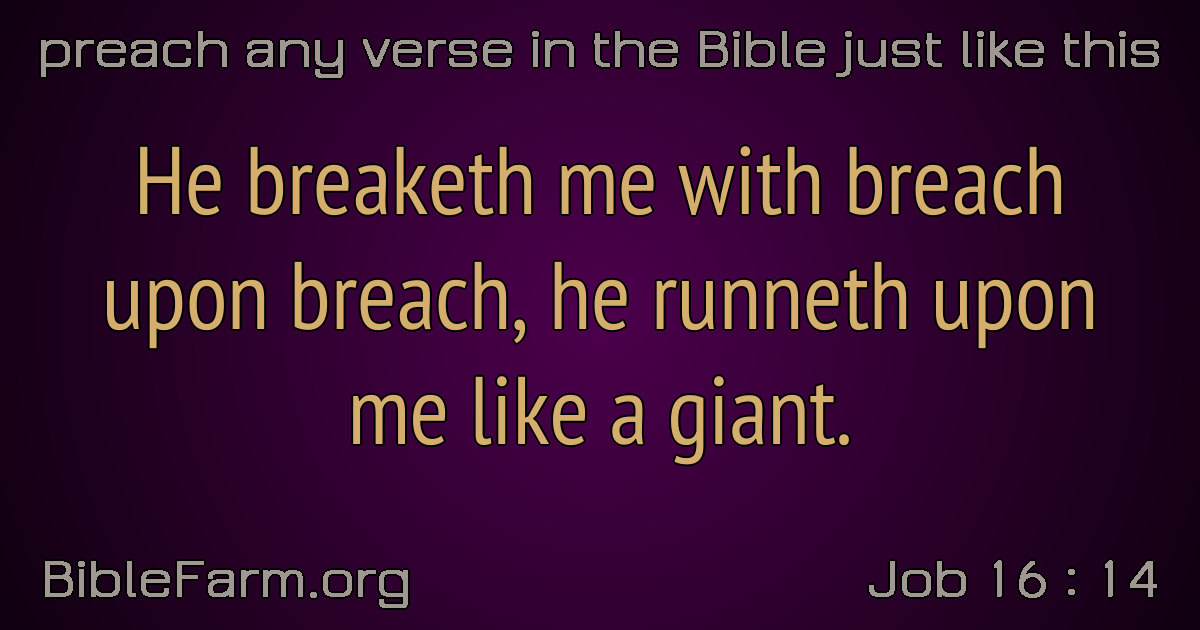 preach any verse in the Bible just like this
He breaketh me with breach
upon breach, he runneth upon
me like a giant.
BibleFarm.org
Job 16 : 14